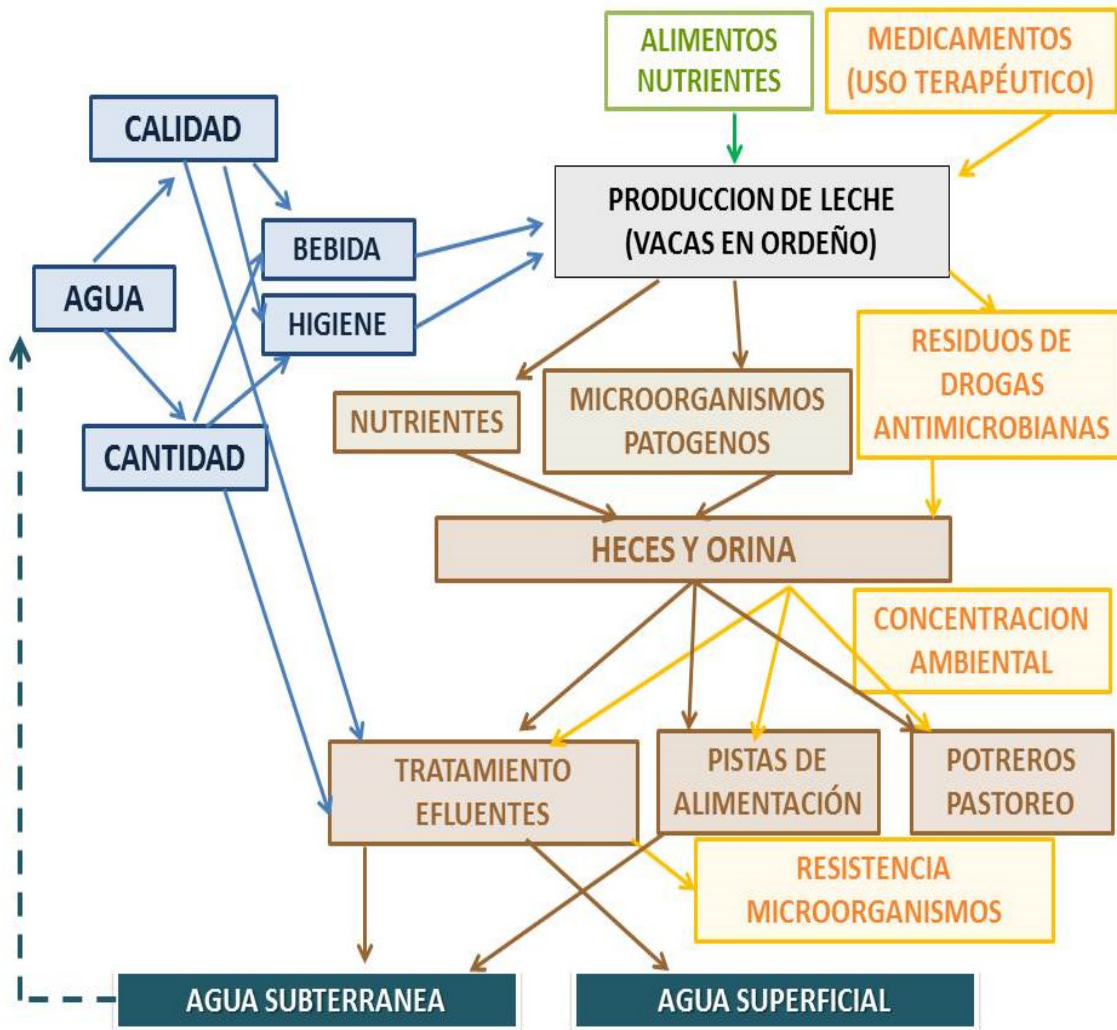 ALIMENTOS
NUTRIENTES
MEDICAMENTOS
(USO TERAPÉUTICO)
CALIDAD
PRODUCCION DE LECHE
(VACAS EN ORDEÑO)
BEBIDA
AGUA
HIGIENE
RESIDUOS DE
DROGAS
ANTIMICROBIANAS
NUTRIENTES
MICROORGANISMOS
PATOGENOS
CANTIDAD
HECES Y ORINA
CONCENTRACION
AMBIENTAL
TRATAMIENTO
EFLUENTES
PISTAS DE
ALIMENTACIÓN
POTREROS
PASTOREO
RESISTENCIA
MICROORGANISMOS
AGUA SUBTERRANEA
AGUA SUPERFICIAL